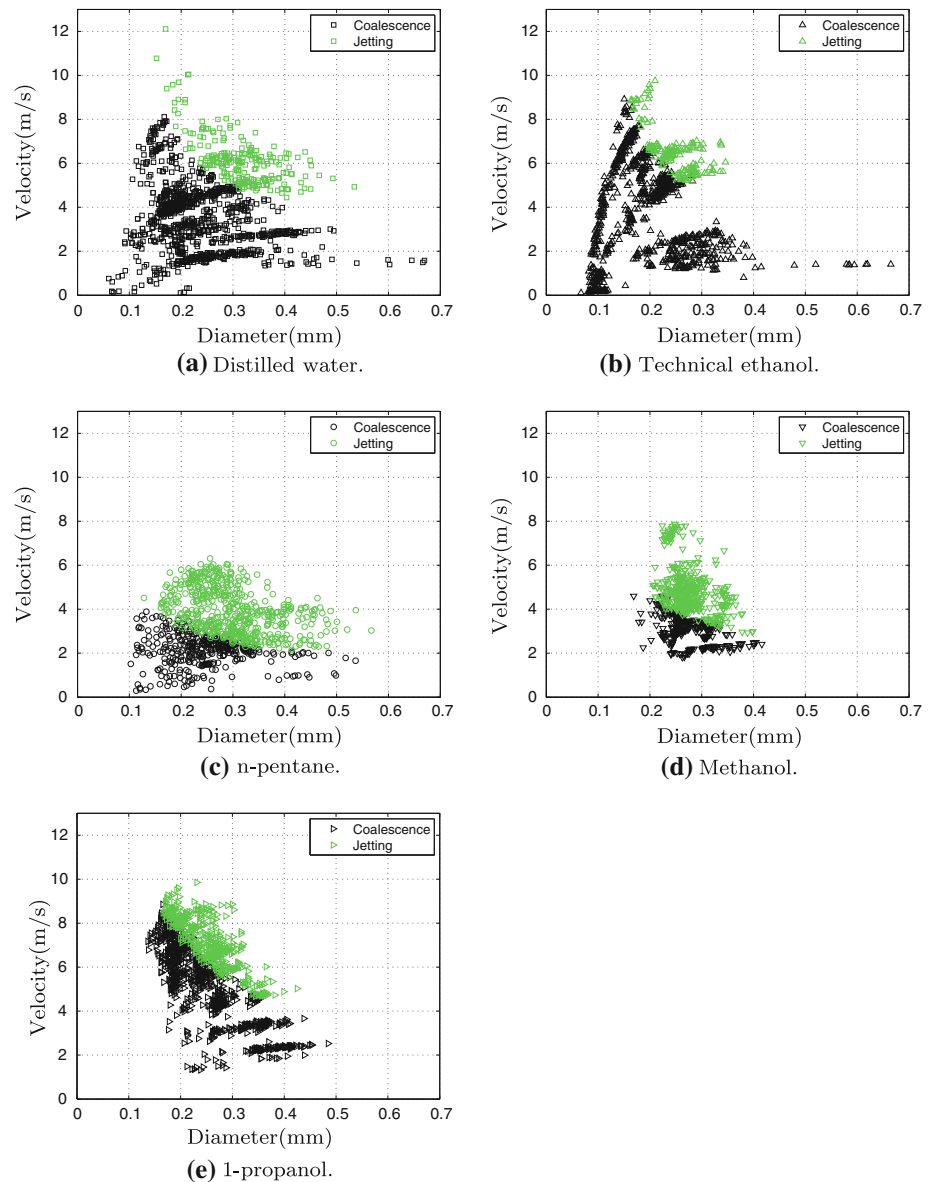 12
10
8
6
4
2
0
Velocity(m/s)
Coalescence
Jetting
0 0.1 0.2 0.3 0.4 0.5 0.6 0.7
Diameter(mm)
(a) Distilled water.
12
10
8
6
4
2
0
Velocity(m/s)
Coalescence
Jetting
0 0.1 0.2 0.3 0.4 0.5 0.6 0.7
Diameter(mm)
(b) Technical ethanol.
12
10
8
6
4
2
0
Velocity(m/s)
Coalescence
Jetting
0 0.1 0.2 0.3 0.4 0.5 0.6 0.7
Diameter(mm)
(c) n-pentane.
12
10
8
6
4
2
0
Velocity(m/s)
Coalescence
Jetting
0 0.1 0.2 0.3 0.4 0.5 0.6 0.7
Diameter(mm)
(d) Methanol.
12
10
8
6
4
2
0
Velocity(m/s)
Coalescence
Jetting
0 0.1 0.2 0.3 0.4 0.5 0.6 0.7
Diameter(mm)
(e) 1-propanol.